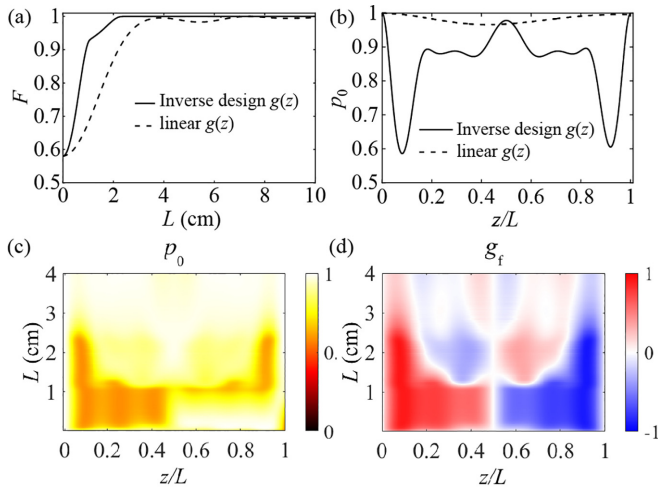 (a)
1
0.9
0.8
0.7
0.6
0.5
F
Inverse design g(z)
linear g(z)
0 2 4 6 8 10
L (cm)
(b)
1
0.9
0.8
0.7
0.6
0.5
p0
Inverse design g(z)
linear g(z)
0 0.2 0.4 0.6 0.8 1
z/L
(c)
p0
4
3
2
1
L (cm)
0 0.2 0.4 0.6 0.8 1
z/L
1
0.5
0
(d)
gf
4
3
2
1
L (cm)
0 0.2 0.4 0.6 0.8 1
z/L
1
0
-1